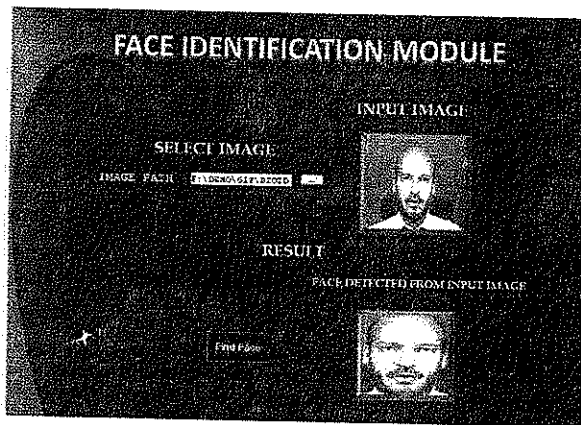 FACE IDENTIFICATION MODULE
INPUT IMAGE
SELECT IMAGE
IMAGE PATH
RESULT
FACE DETECTED FROM INPUT IMAGE
Find Face